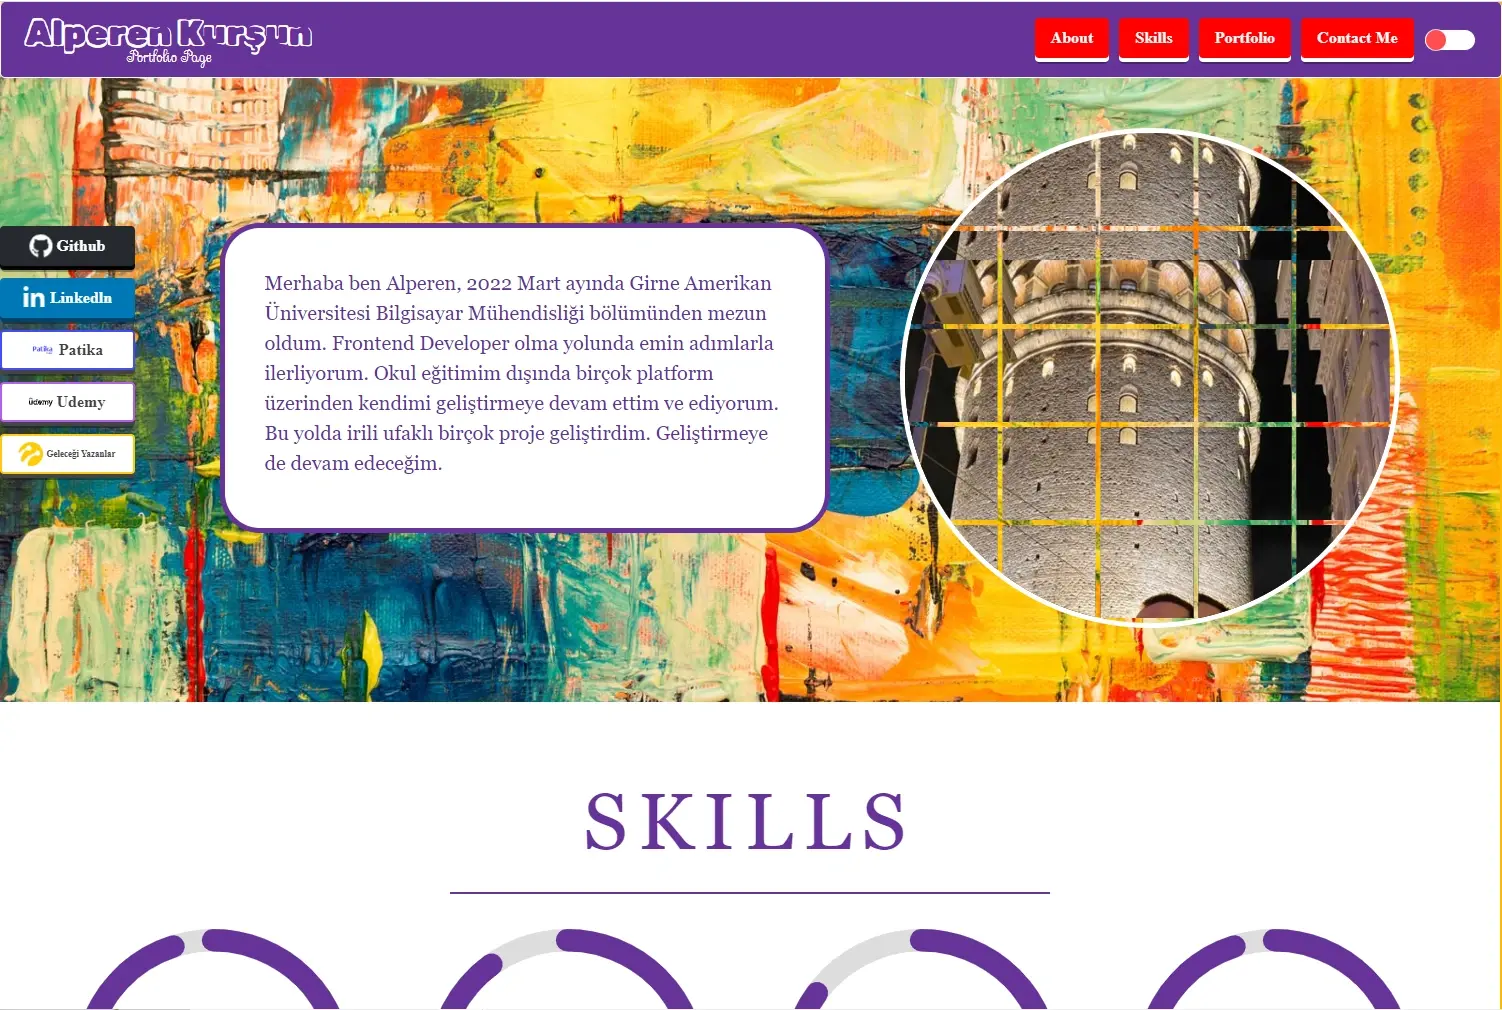 Alperen Kurşun
Portfolio Page
About
Skills
Portfolio
Contact Me
Github
LinkedIn
Patika Patika
ûdemy Udemy
Geleceği Yazanlar
Merhaba ben Alperen, 2022 Mart ayında Girne Amerikan
Üniversitesi Bilgisayar Mühendisliği bölümünden mezun
oldum. Frontend Developer olma yolunda emin adımlarla
ilerliyorum. Okul eğitimim dışında birçok platform
üzerinden kendimi geliştirmeye devam ettim ve ediyorum.
Bu yolda irili ufaklı birçok proje geliştirdim. Geliştirmeye
de devam edeceğim.
SKILLS